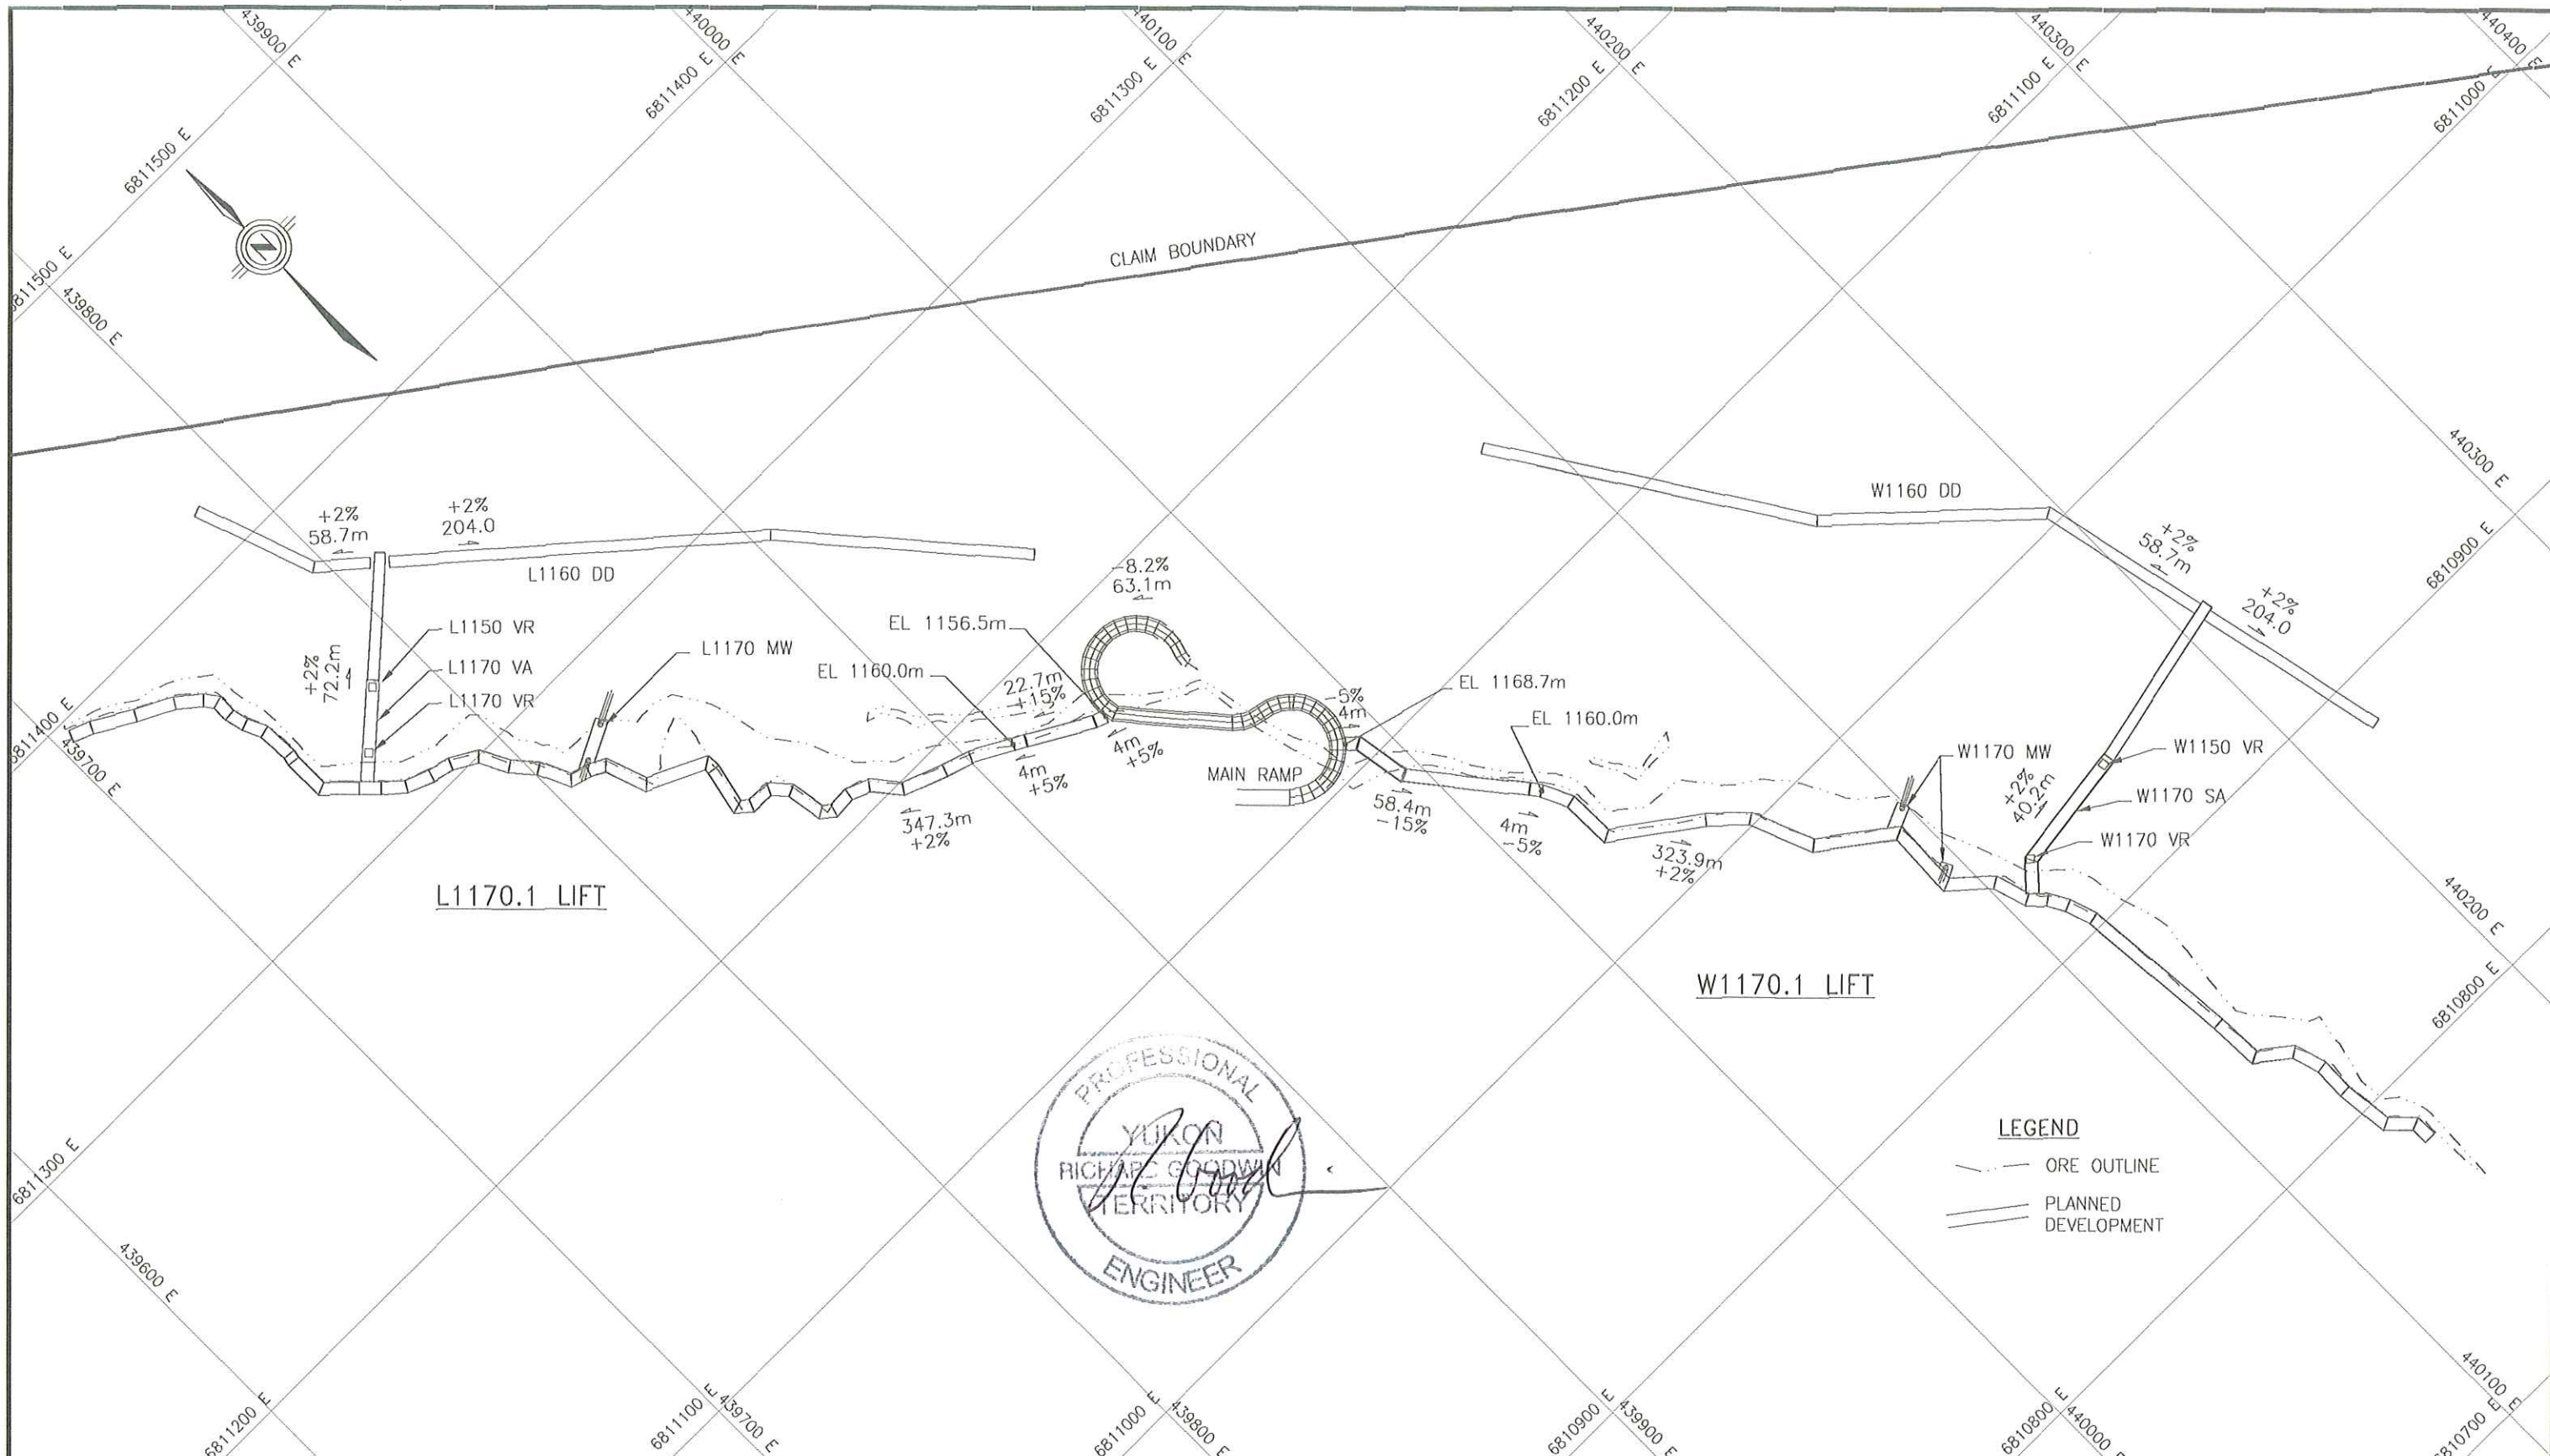 439900 E
440000 E
440100 E
440200 E
440300 E
440400 E
6811500 E
6811400 E
6811300 E
6811200 E
6811100 E
6811000 E
6811500 E
439800 E
N
CLAIM BOUNDARY
440300 E
6810900 E
+2%
58.7m
+2%
204.0
L1160 DD
W1160 DD
+2%
58.7m
+2%
204.0
-8.2%
63.1m
EL 1156.5m
L1150 VR
L1170 VA
L1170 VR
+2%
72.2m
L1170 MW
EL 1160.0m
22.7m
+15%
4m
+5%
4m
+5%
347.3m
+2%
-5%
4m
EL 1168.7m
EL 1160.0m
MAIN RAMP
58.4m
-15%
4m
-5%
323.9m
+2%
W1170 MW
W1150 VR
W1170 SA
W1170 VR
+2%
40.2m
6811400 E
439700 E
L1170.1 LIFT
W1170.1 LIFT
440200 E
6810800 E
PROFESSIONAL
YUKON
RICHARD GOODWIN
TERRITORY
ENGINEER
LEGEND
ORE OUTLINE
PLANNED
DEVELOPMENT
6811300 E
439600 E
6811200 E
6811100 E
439700 E
6811000 E
439800 E
6810900 E
439900 E
6810800 E
440000 E
440100 E
6810700 E